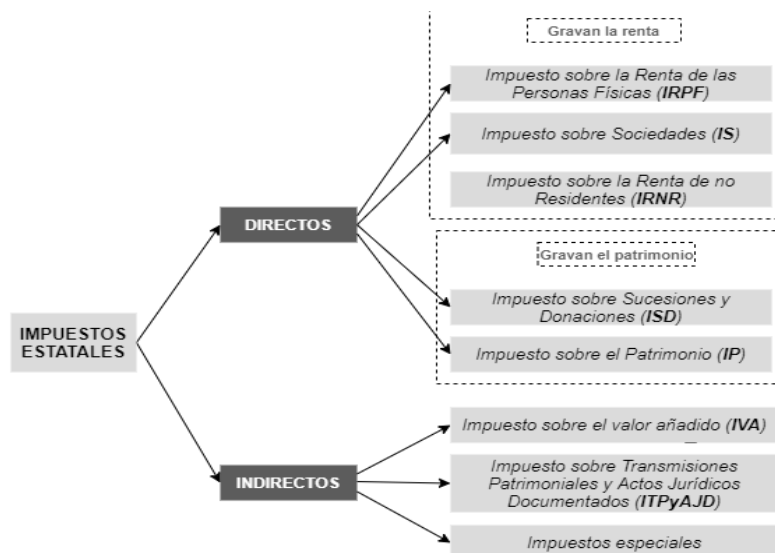 Gravan la renta
Impuesto sobre la Renta de las
Personas Físicas (IRPF)
Impuesto sobre Sociedades (IS)
Impuesto sobre la Renta de no
Residentes (IRNR)
DIRECTOS
Gravan el patrimonio
Impuesto sobre Sucesiones y
Donaciones (ISD)
Impuesto sobre el Patrimonio (IP)
IMPUESTOS
ESTATALES
Impuesto sobre el valor añadido (IVA)
INDIRECTOS
Impuesto sobre Transmisiones
Patrimoniales y Actos Jurídicos
Documentados (ITPyAJD)
Impuestos especiales